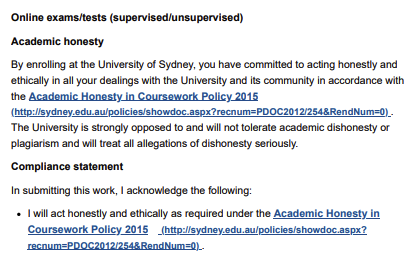 Online exams/tests (supervised/unsupervised)
Academic honesty
By enrolling at the University of Sydney, you have committed to acting honestly and
ethically in all your dealings with the University and its community in accordance with
the Academic Honesty in Coursework Policy 2015
(http://sydney.edu.au/policies/showdoc.aspx?recnum=PDOC2012/254&RendNum=0) .
The University is strongly opposed to and will not tolerate academic dishonesty or
plagiarism and will treat all allegations of dishonesty seriously.
Compliance statement
In submitting this work, I acknowledge the following:
• I will act honestly and ethically as required under the Academic Honesty in
Coursework Policy 2015 (http://sydney.edu.au/policies/showdoc.aspx?
recnum=PDOC2012/254&RendNum=0) .